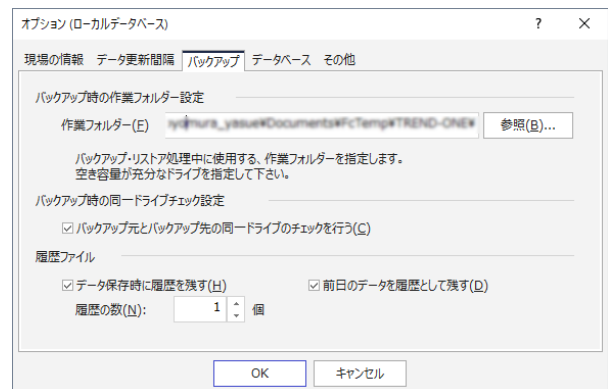 オプション (ローカルデータベース) ? ×
現場の情報 データ更新間隔 バックアップ データベース その他
バックアップ時の作業フォルダー設定
作業フォルダー(F) mura_yasue¥Documents¥FcTemp¥TREND-ONE¥ 参照(B)...
バックアップ・リストア処理中に使用する、作業フォルダーを指定します。
空き容量が充分なドライブを指定して下さい。
バックアップ時の同一ドライブチェック設定
バックアップ元とバックアップ先の同一ドライブのチェックを行う(C)
履歴ファイル
データ保存時に履歴を残す(H) 前日のデータを履歴として残す(D)
履歴の数(N): 1 個
OK キャンセル